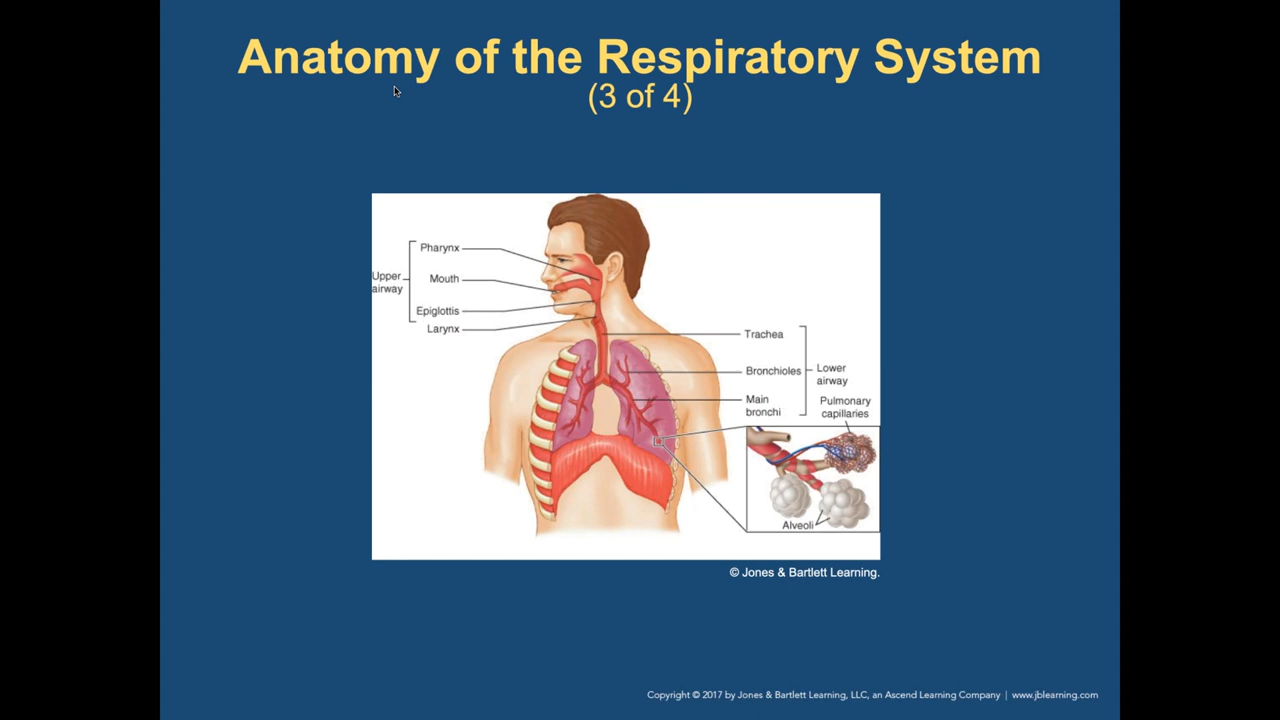 Anatomy of the Respiratory System
(3 of 4)
Pharynx
Upper
airway
Mouth
Epiglottis
Larynx
Trachea
Bronchioles
Lower
airway
Main
bronchi
Pulmonary
capillaries
Alveoli
© Jones & Bartlett Learning.
Copyright © 2017 by Jones & Bartlett Learning, LLC, an Ascend Learning Company | www.jblearning.com